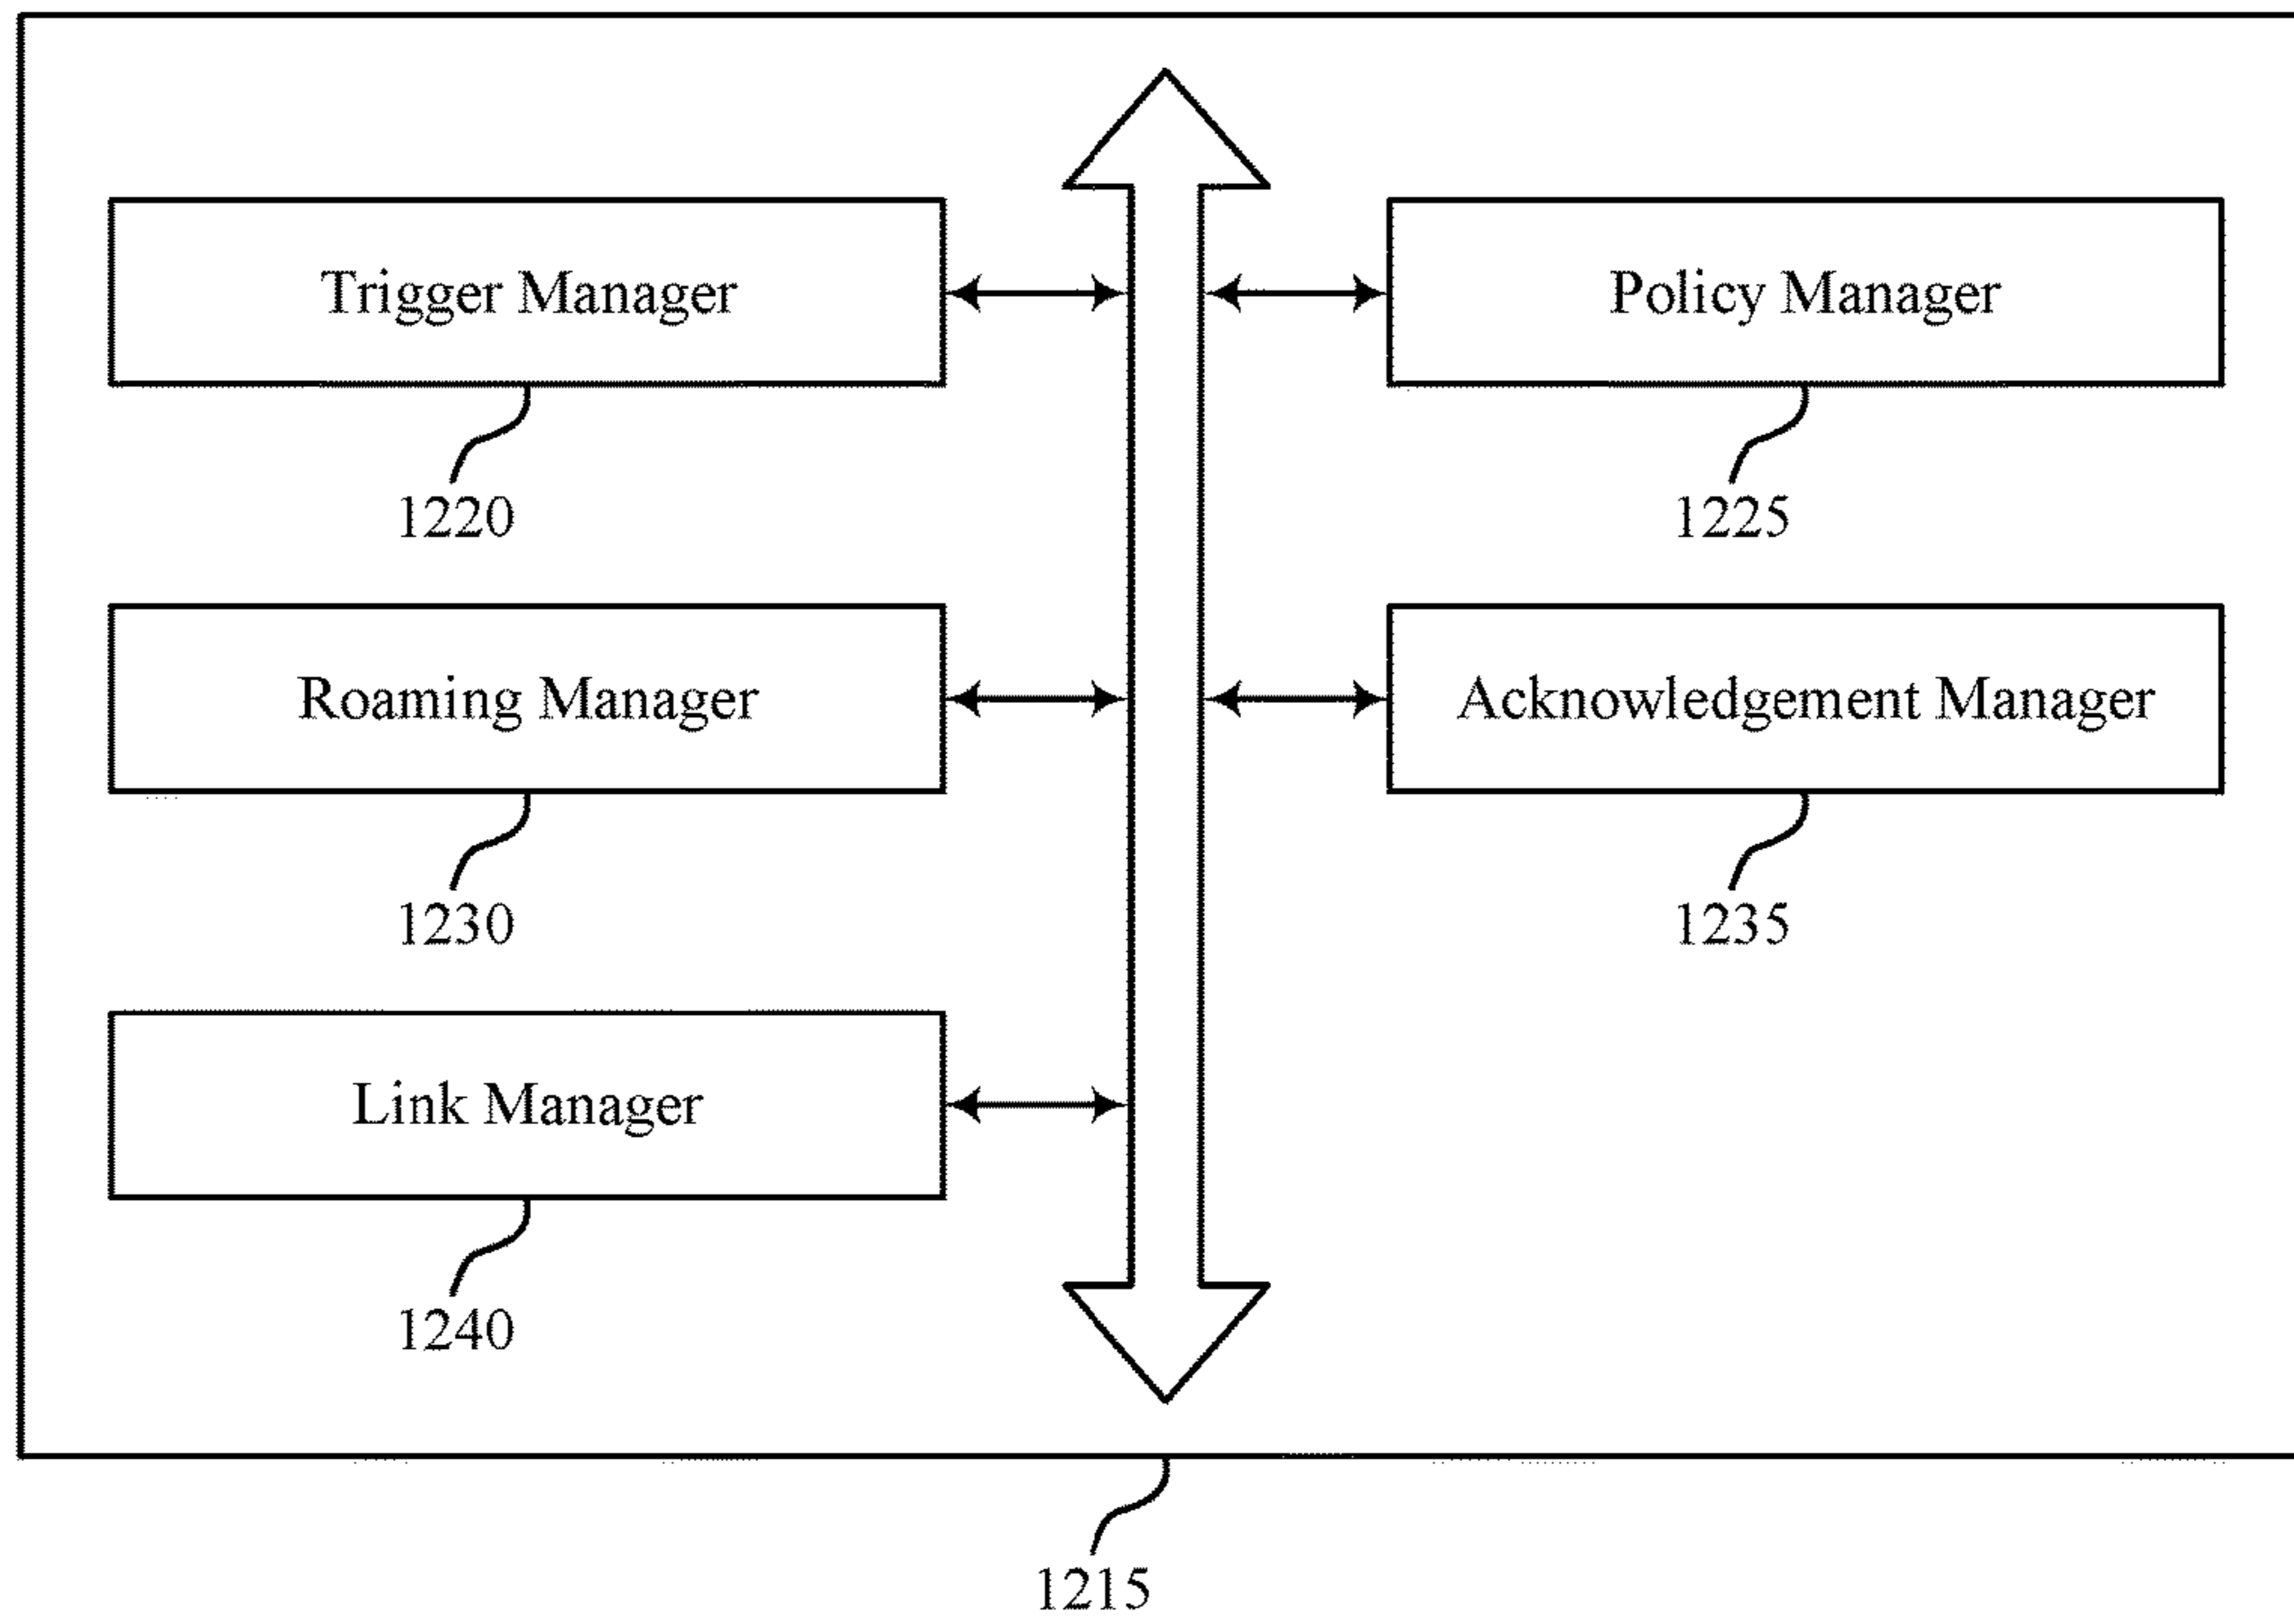 Trigger Manager
Policy Manager
1220
1225
Roaming Manager
Acknowledgement Manager
1230
1235
Link Manager
1240
1215